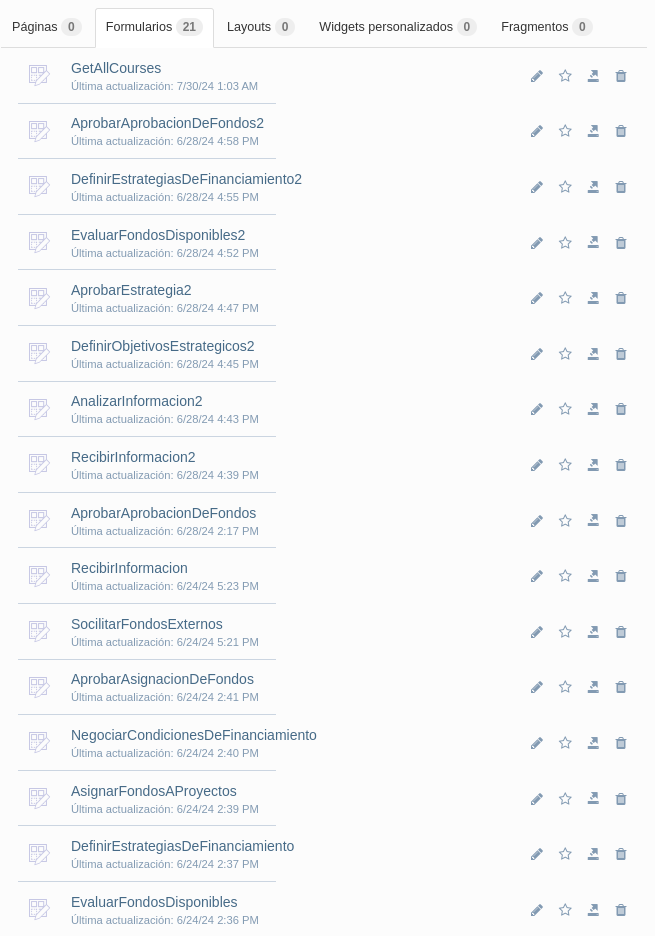 Páginas 0 Formularios 21 Layouts 0 Widgets personalizados 0 Fragmentos 0
GetAllCourses
Última actualización: 7/30/24 1:03 AM
AprobarAprobacionDeFondos2
Última actualización: 6/28/24 4:58 PM
DefinirEstrategiasDeFinanciamiento2
Última actualización: 6/28/24 4:55 PM
EvaluarFondosDisponibles2
Última actualización: 6/28/24 4:52 PM
AprobarEstrategia2
Última actualización: 6/28/24 4:47 PM
DefinirObjetivosEstrategicos2
Última actualización: 6/28/24 4:45 PM
AnalizarInformacion2
Última actualización: 6/28/24 4:43 PM
RecibirInformacion2
Última actualización: 6/28/24 4:39 PM
AprobarAprobacionDeFondos
Última actualización: 6/28/24 2:17 PM
RecibirInformacion
Última actualización: 6/24/24 5:23 PM
SocilitarFondosExternos
Última actualización: 6/24/24 5:21 PM
AprobarAsignacionDeFondos
Última actualización: 6/24/24 2:41 PM
NegociarCondicionesDeFinanciamiento
Última actualización: 6/24/24 2:40 PM
AsignarFondosAProyectos
Última actualización: 6/24/24 2:39 PM
DefinirEstrategiasDeFinanciamiento
Última actualización: 6/24/24 2:37 PM
EvaluarFondosDisponibles
Última actualización: 6/24/24 2:36 PM